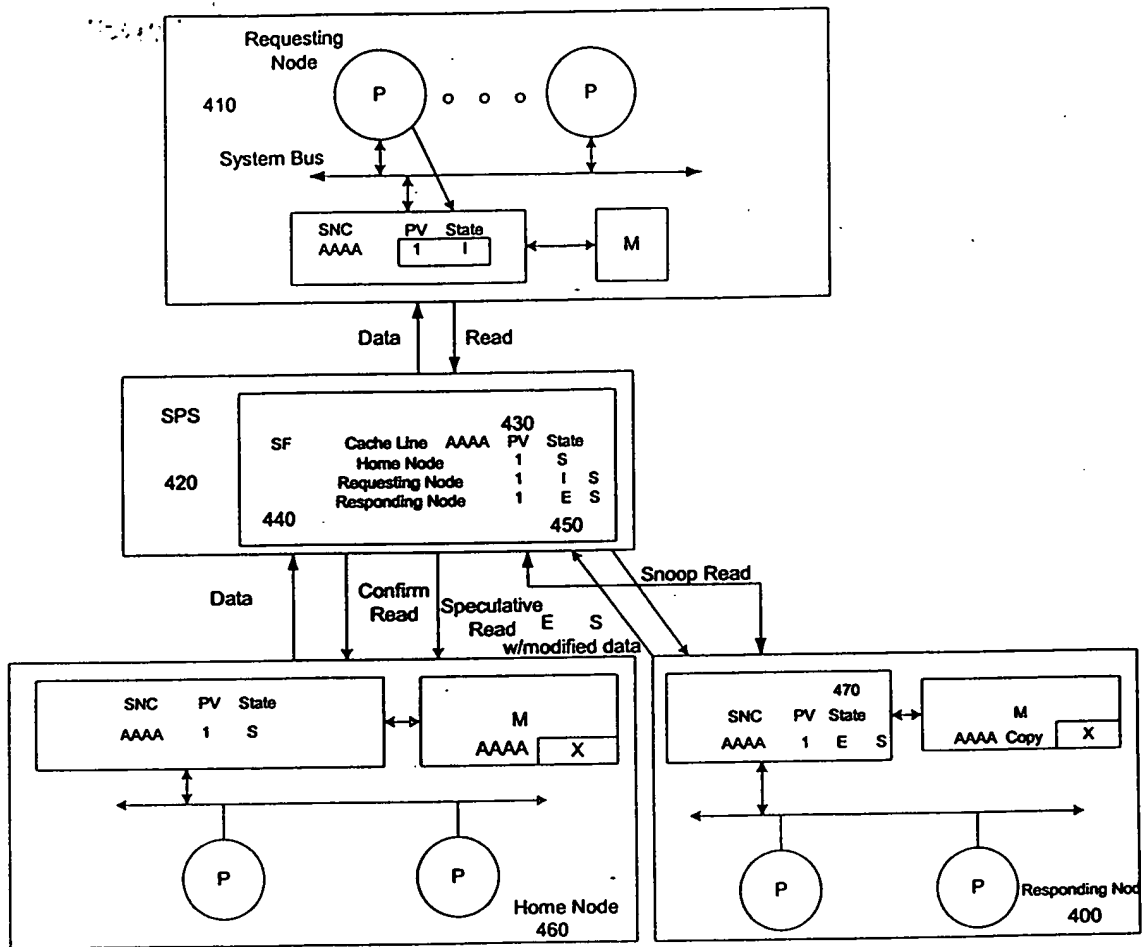 Requesting
Node
P
o o o
P
410
System Bus
SNC PV State
AAAA 1 I
M
Data
Read
SPS
430
SF Cache Line AAAA PV State
Home Node 1 S
Requesting Node 1 I S
Responding Node 1 E S
420
440
450
Data
Confirm
Read
Speculative
Read
E S
w/modified data
Snoop Read
SNC PV State
AAAA 1 S
M
AAAA X
P
P
Home Node
460
470
SNC PV State
AAAA 1 E S
M
AAAA Copy X
P
P
Responding Nod
400